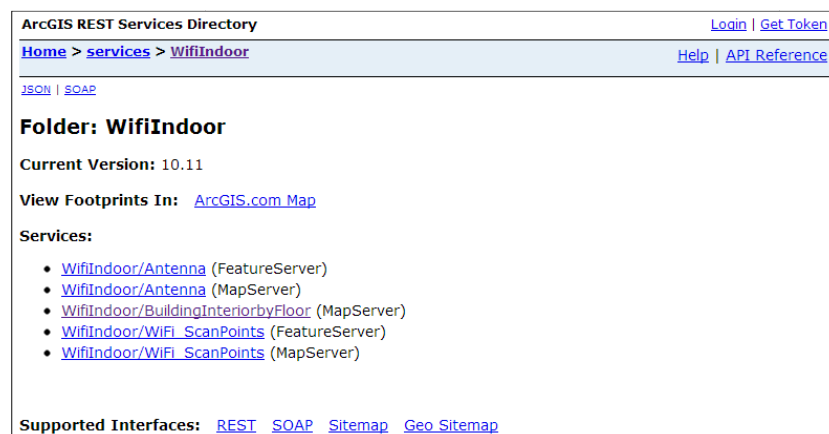 ArcGIS REST Services Directory Login | Get Token
Home > services > WifiIndoor Help | API Reference
JSON | SOAP
Folder: WifiIndoor
Current Version: 10.11
View Footprints In: ArcGIS.com Map
Services:
• WifiIndoor/Antenna (FeatureServer)
• WifiIndoor/Antenna (MapServer)
• WifiIndoor/BuildingInteriorbyFloor (MapServer)
• WifiIndoor/WiFi_ScanPoints (FeatureServer)
• WifiIndoor/WiFi_ScanPoints (MapServer)
Supported Interfaces: REST SOAP Sitemap Geo Sitemap